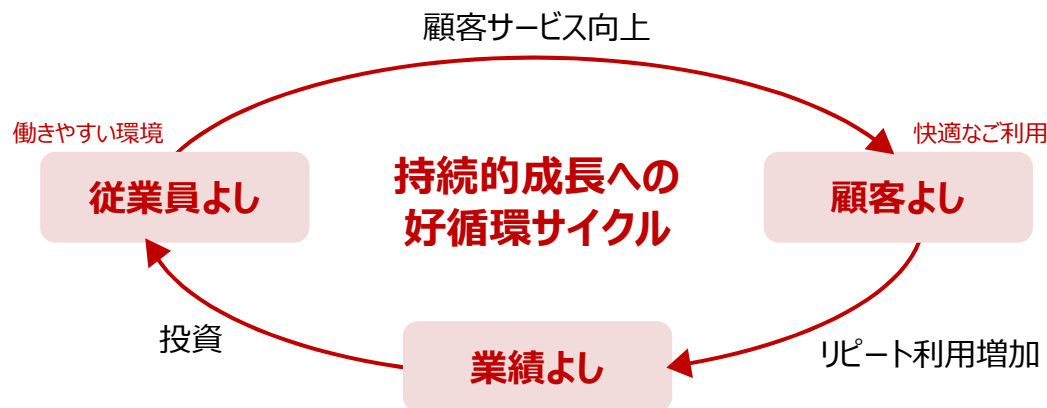 顧客サービス向上
働きやすい環境
快適なご利用
従業員よし
持続的成長への
好循環サイクル
顧客よし
投資
リピート利用増加
業績よし